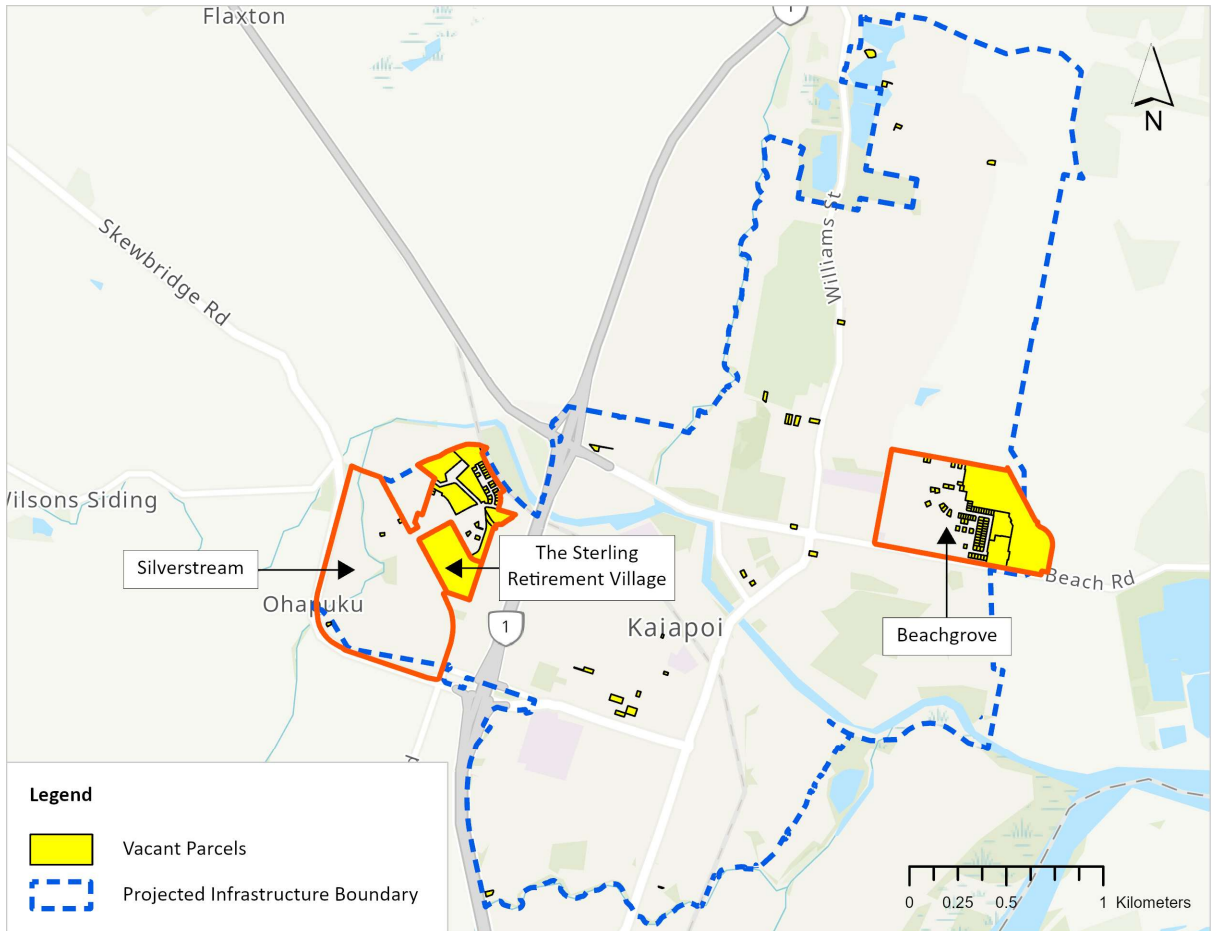 Flaxton
1
N
Skewbridge Rd
Williams St
Wilsons Siding
Silverstream
The Sterling
Retirement Village
Ohapuku
1
Kaiapoi
Beach Rd
Beachgrove
d
Legend
Vacant Parcels
Projected Infrastructure Boundary
0 0.25 0.5 1 Kilometers